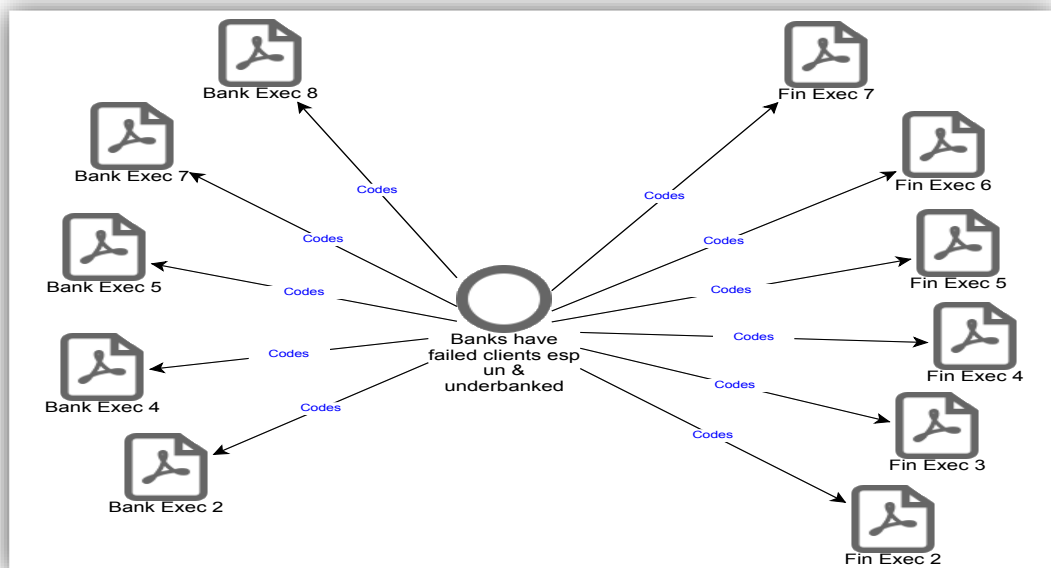 Bank Exec 8
Fin Exec 7
Bank Exec 7
Fin Exec 6
Codes
Codes
Codes
Codes
Bank Exec 5
Fin Exec 5
Codes
Codes
Banks have
failed clients esp
un &
underbanked
Codes
Codes
Bank Exec 4
Fin Exec 4
Codes
Codes
Fin Exec 3
Codes
Bank Exec 2
Fin Exec 2